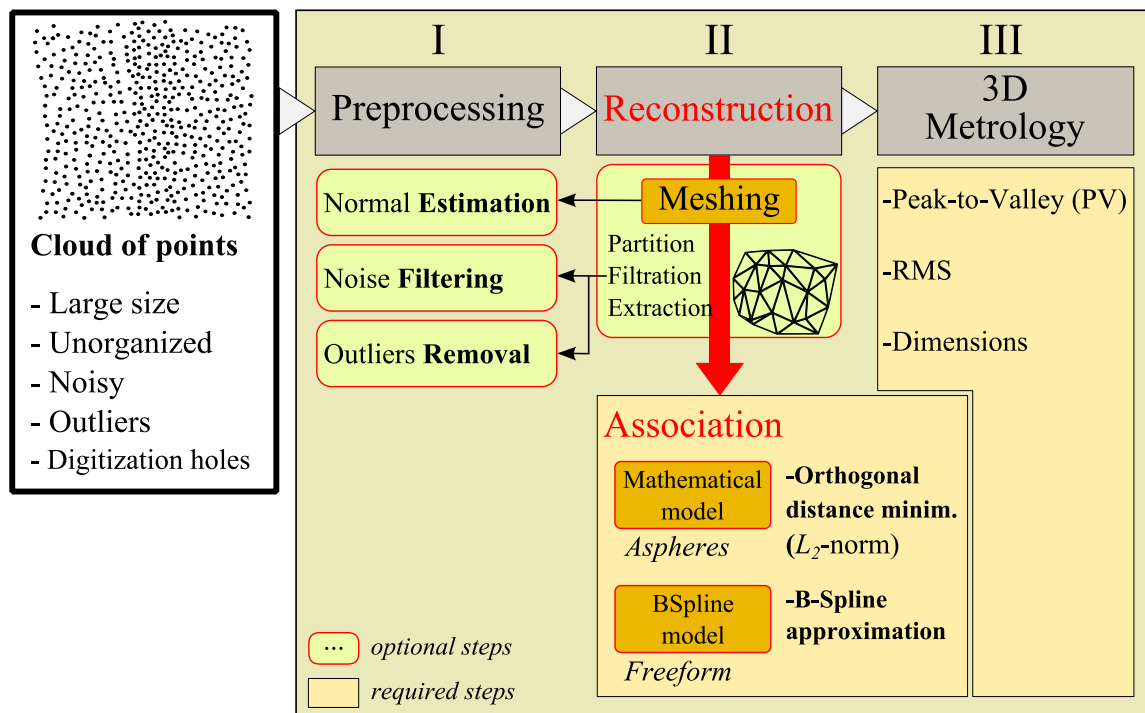 Cloud of points
- Large size
- Unorganized
- Noisy
- Outliers
- Digitization holes
I
Preprocessing
Normal Estimation
Noise Filtering
Outliers Removal
II
Reconstruction
Meshing
Partition
Filtration
Extraction
Association
Mathematical
model
Aspheres
-Orthogonal
distance minim.
(L2-norm)
BSpline
model
Freeform
-B-Spline
approximation
III
3D
Metrology
-Peak-to-Valley (PV)
-RMS
-Dimensions
... optional steps
required steps